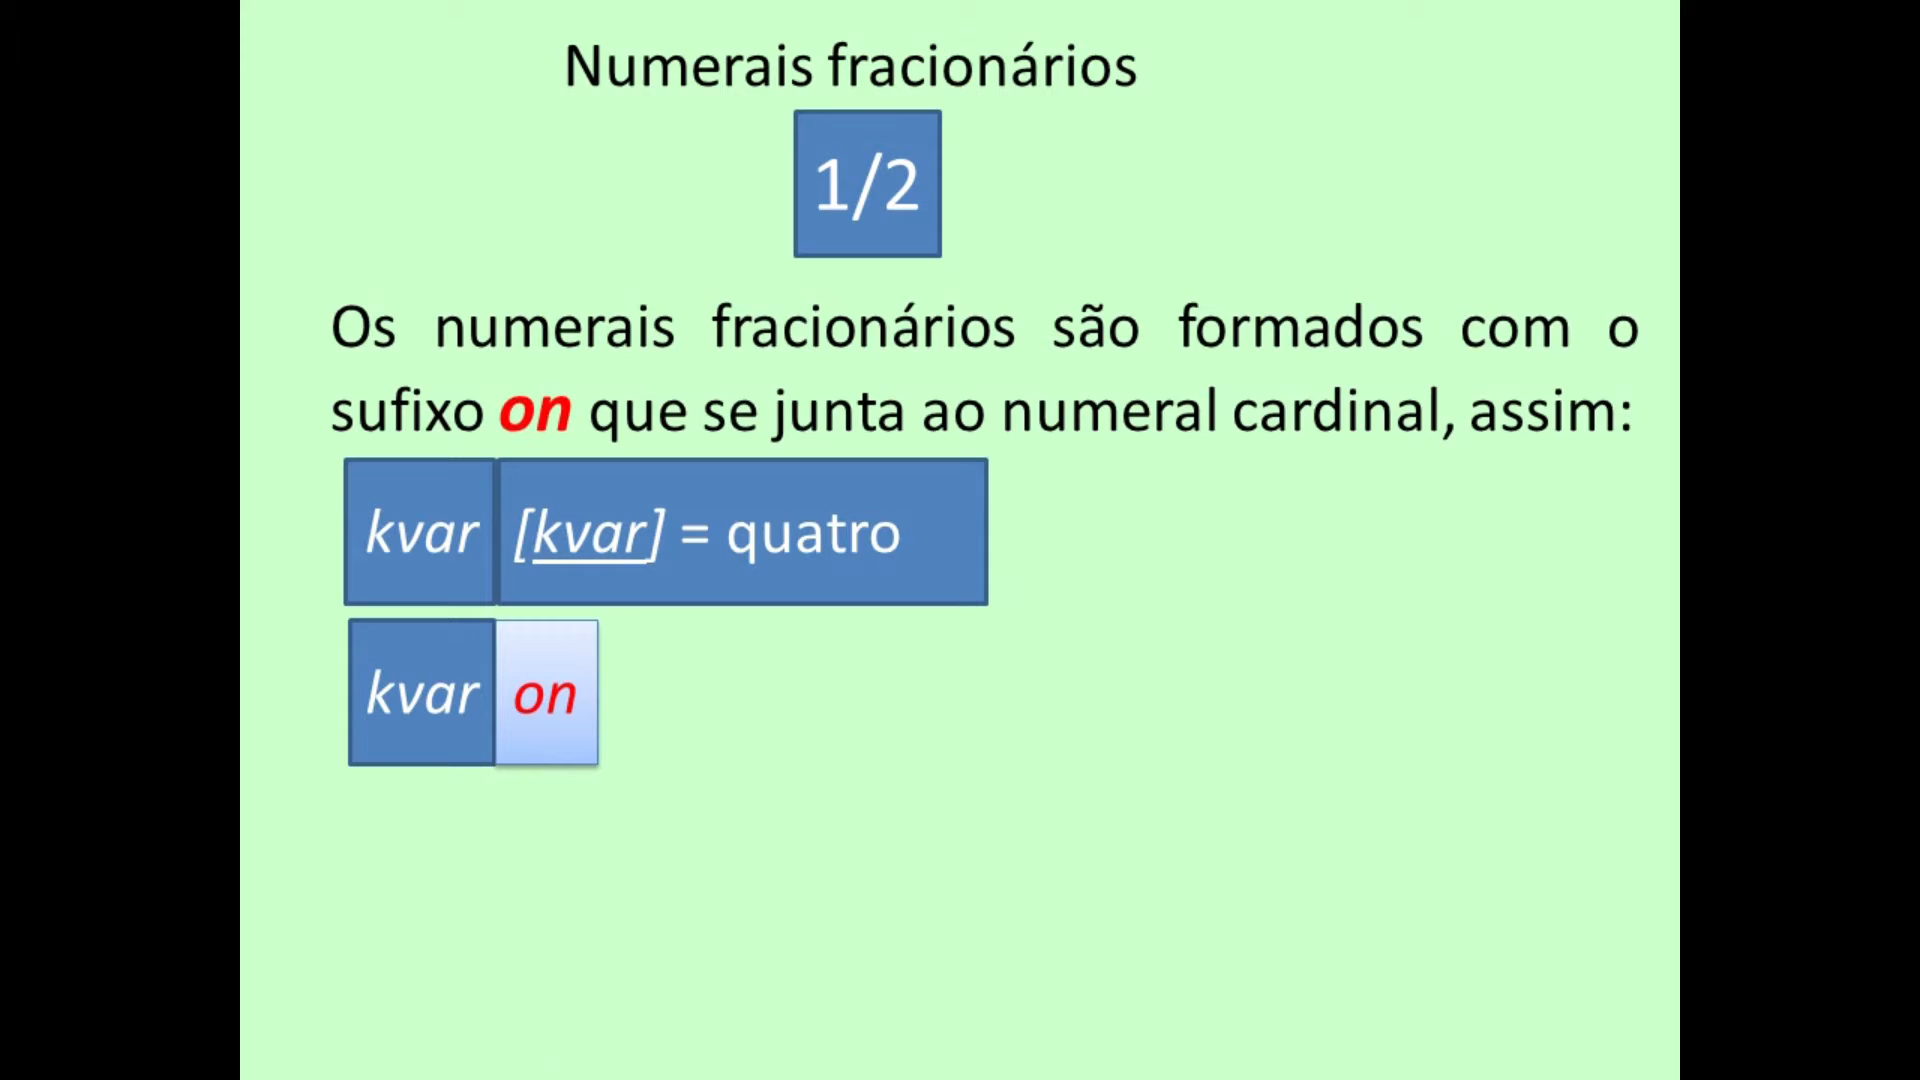 Numerais fracionários
1/2
Os numerais fracionários são formados com o
sufixo on que se junta ao numeral cardinal, assim:
kvar [kvar] = quatro
kvar on